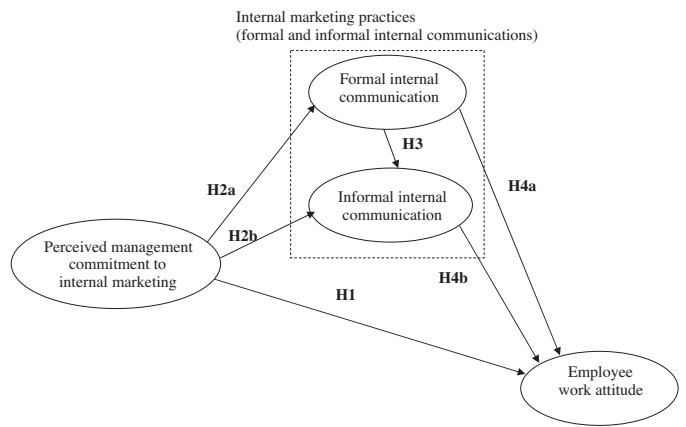 Internal marketing practices
(formal and informal internal communications)
Formal internal
communication
H3
H2a
Informal internal
communication
H4a
H2b
Perceived management
commitment to
internal marketing
H4b
H1
Employee
work attitude